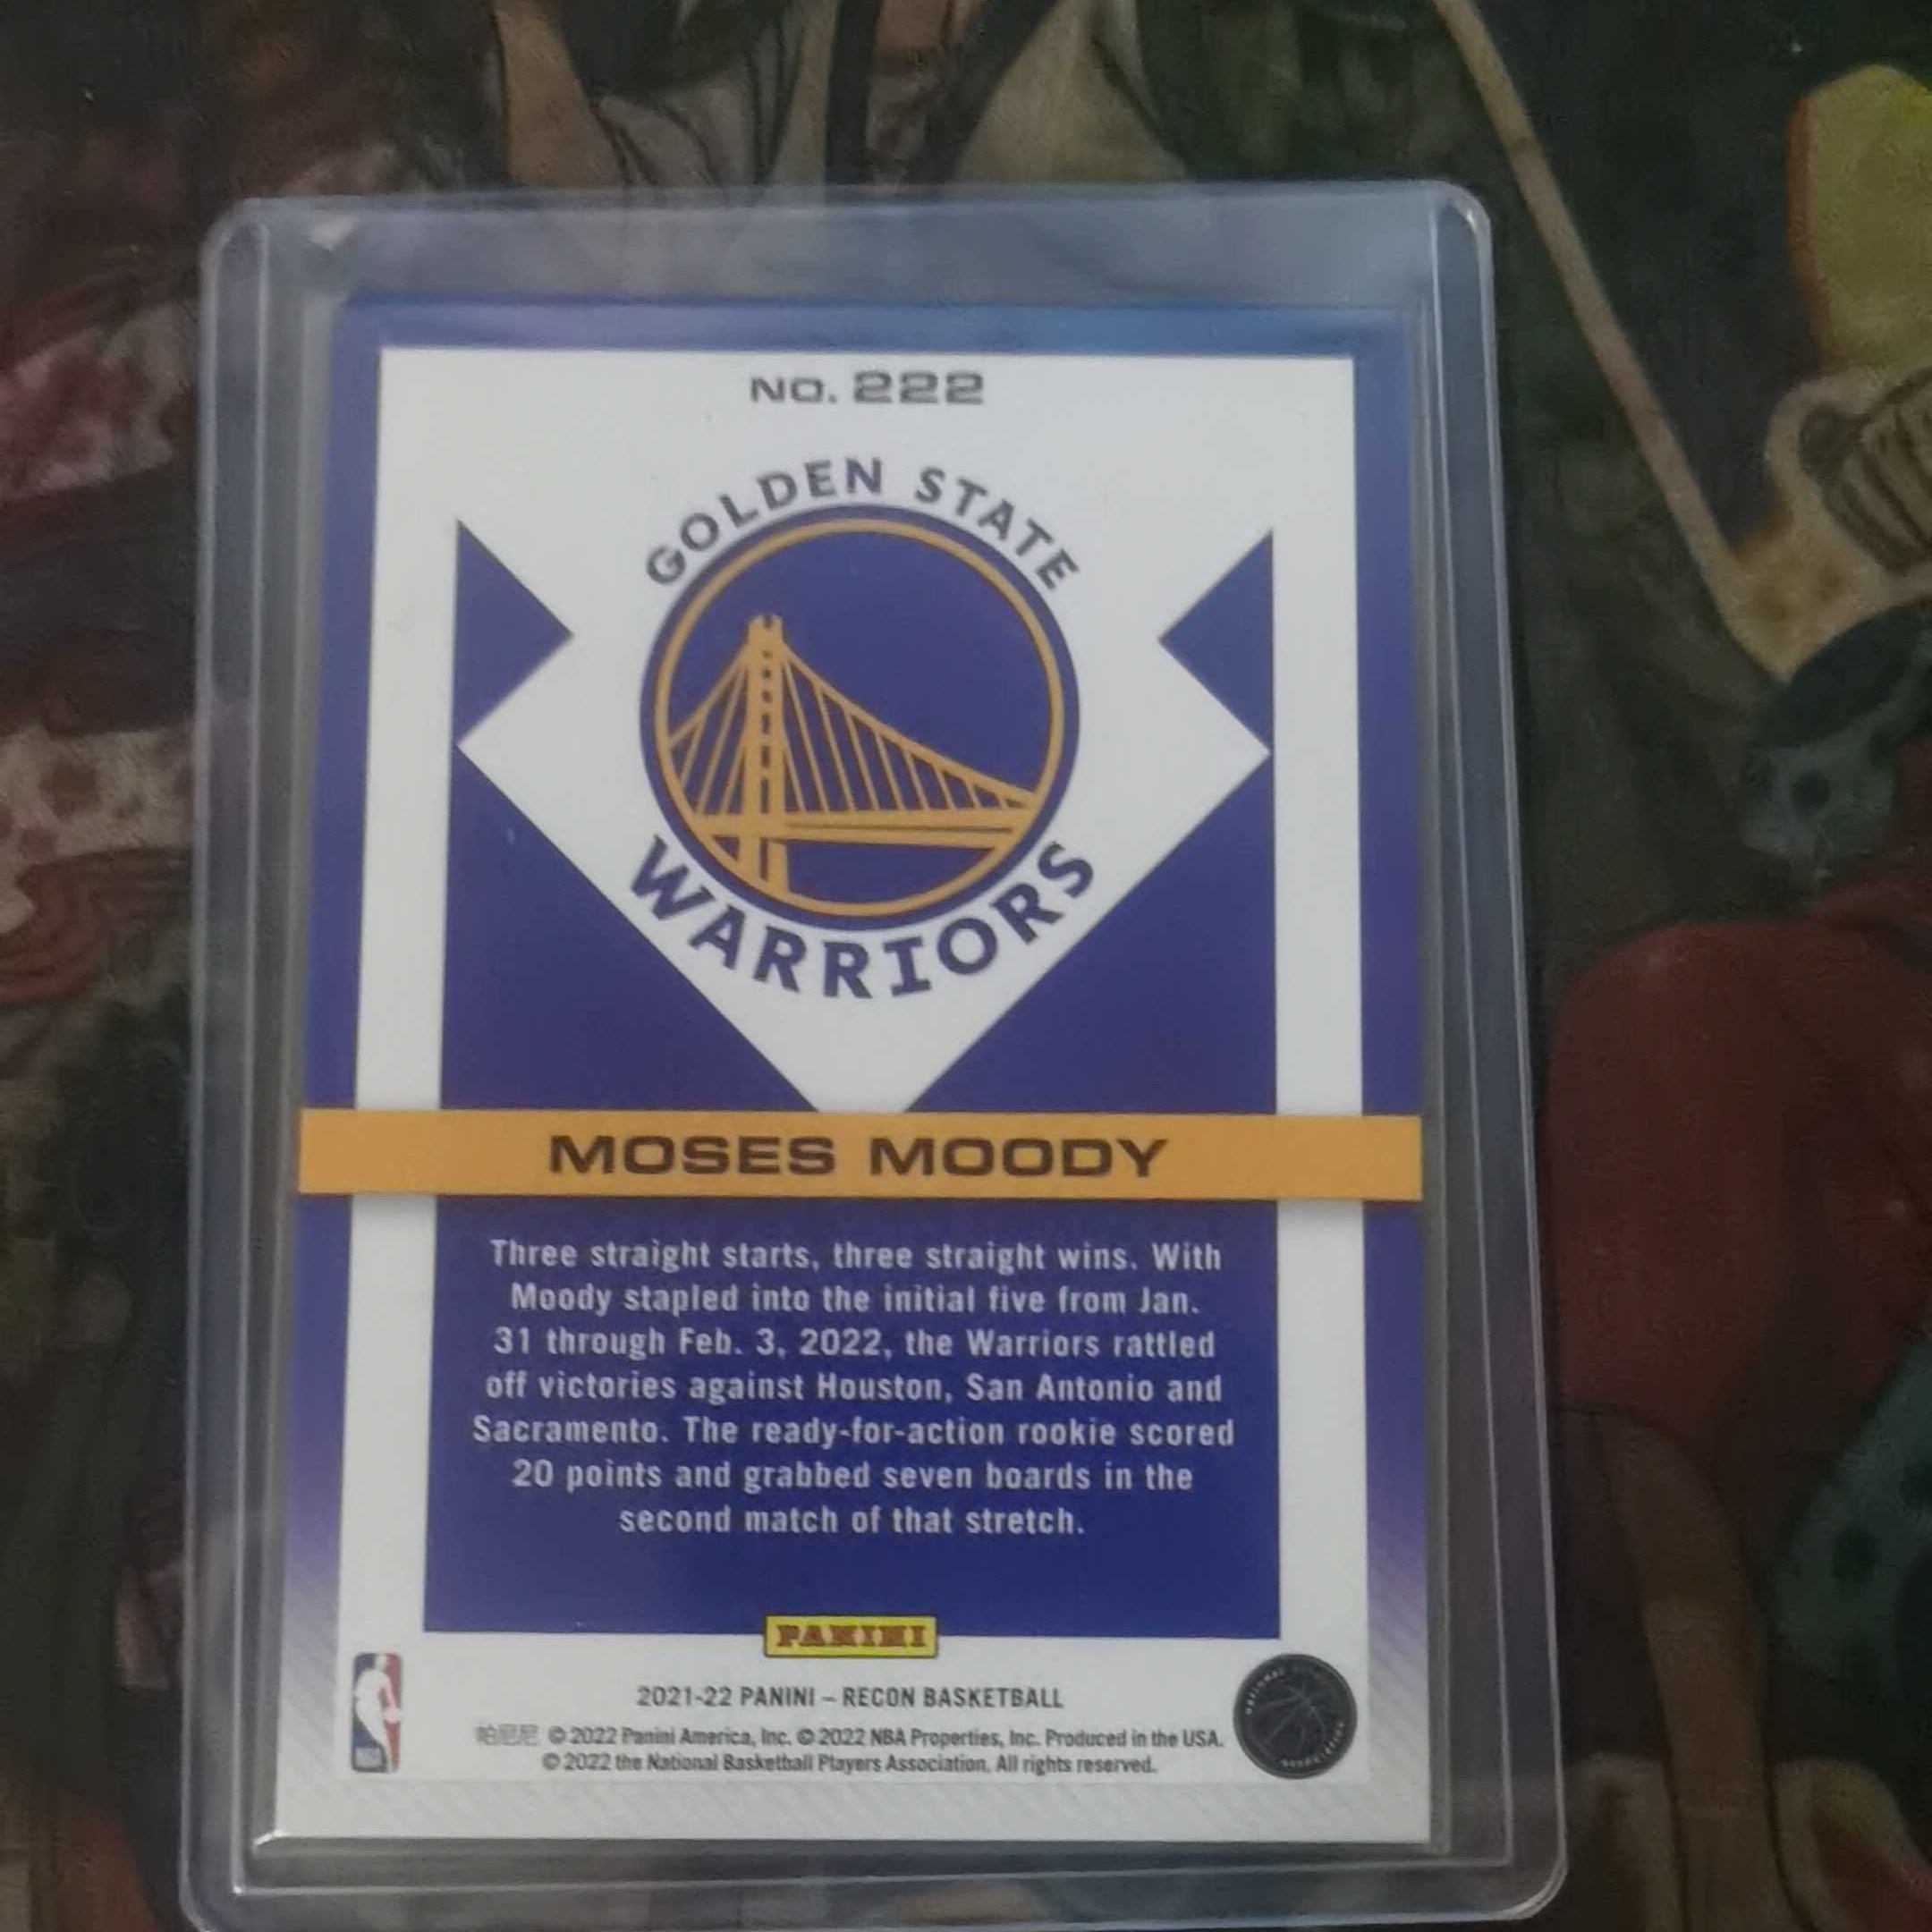 NO. 222
GOLDEN STATE
WARRIORS
MOSES MOODY
Three straight starts, three straight wins. With
Moody stapled into the initial five from Jan.
31 through Feb. 3, 2022, the Warriors rattled
off victories against Houston, San Antonio and
Sacramento. The ready-for-action rookie scored
20 points and grabbed seven boards in the
second match of that stretch.
PANINI
2021-22 PANINI – RECON BASKETBALL
帕尼尼 © 2022 Panini America, Inc. © 2022 NBA Properties, Inc. Produced in the USA.
© 2022 the National Basketball Players Association. All rights reserved.
NBA